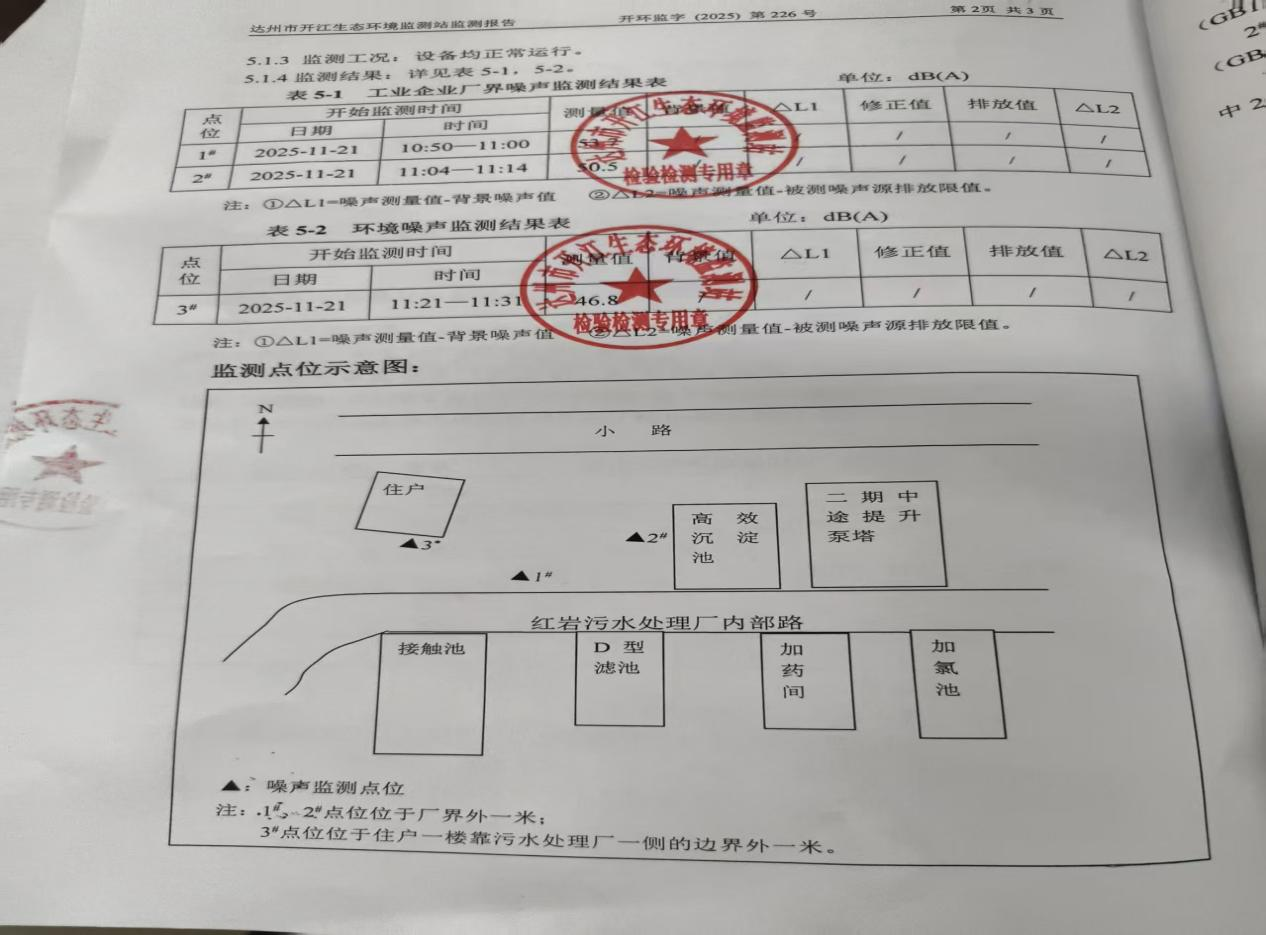 达州市开江生态环境监测站监测报告 开环监字 (2025) 第 226 号 第 2页 共 3 页
5.1.3 监测工况：设备均正常运行。
5.1.4 监测结果：详见表 5-1，5-2。
表 5-1 工业企业厂界噪声监测结果表 单位：dB(A)
点位 开始监测时间 测量值 背景值 △L1 修正值 排放值 △L2
日期 时间
1# 2025-11-21 10:50—11:00 / / / /
2# 2025-11-21 11:04—11:14 50.5 / / / / /
注：①△L1=噪声测量值-背景噪声值 ②△L2=噪声测量值-被测噪声源排放限值。
表 5-2 环境噪声监测结果表 单位：dB(A)
点位 开始监测时间 测量值 背景值 △L1 修正值 排放值 △L2
日期 时间
3# 2025-11-21 11:21—11:31 46.8 / / / / /
注：①△L1=噪声测量值-背景噪声值 ②△L2=噪声测量值-被测噪声源排放限值。
检验检测专用章
检验检测专用章
监测点位示意图：
N
小 路
住户
▲3#
▲2#
▲1#
高 效
沉 淀
池
二 期 中
途 提 升
泵塔
红岩污水处理厂内部路
接触池
D 型
滤池
加
药
间
加
氯
池
▲：噪声监测点位
注：1#、2#点位位于厂界外一米；
3#点位位于住户一楼靠污水处理厂一侧的边界外一米。
(GB
2#
(GB
中 2